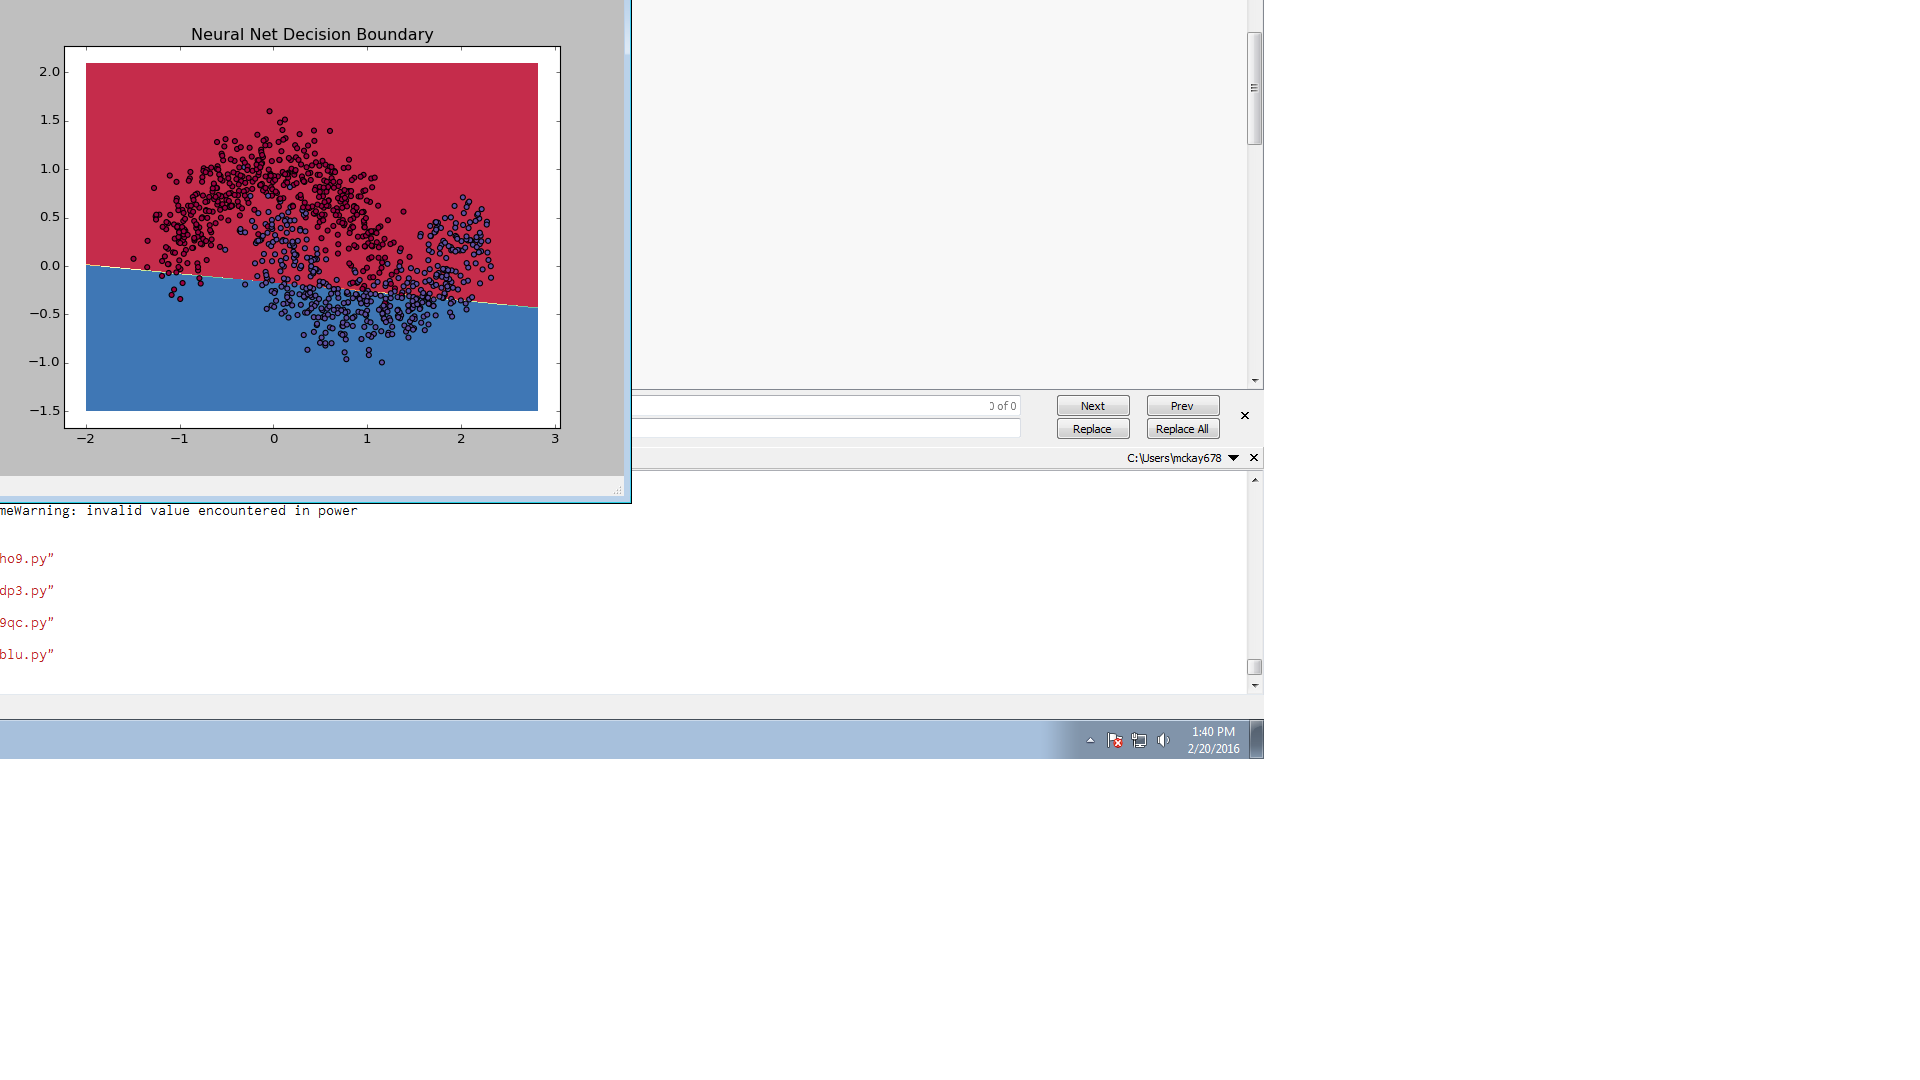 Neural Net Decision Boundary
2.0
1.5
1.0
0.5
0.0
−0.5
−1.0
−1.5
−2 −1 0 1 2 3
0 of 0
Next Prev
Replace Replace All
C:\Users\mckay678
meWarning: invalid value encountered in power
ho9.py"
dp3.py"
9qc.py"
blu.py"
1:40 PM
2/20/2016